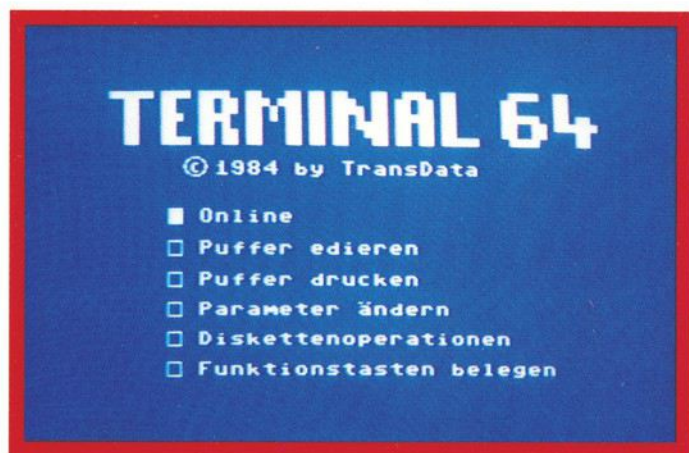 TERMINAL 64
©1984 by TransData
Online
Puffer edieren
Puffer drucken
Parameter ändern
Diskettenoperationen
Funktionstasten belegen